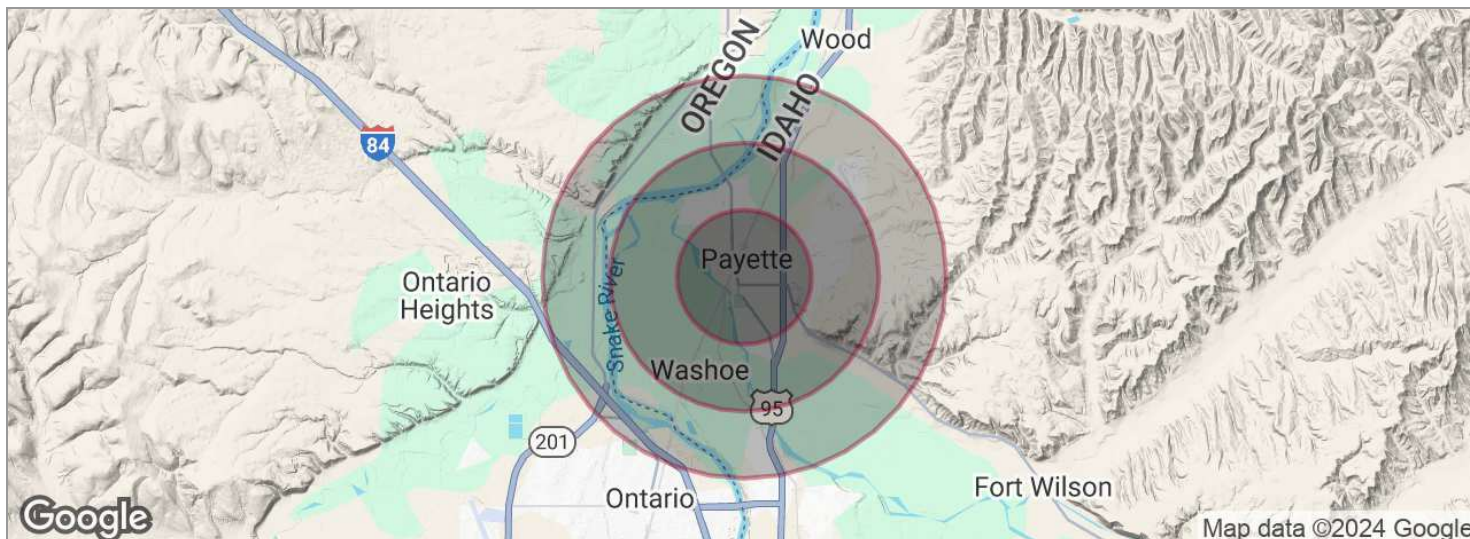 Wood
OREGON
IDAHO
84
Payette
Ontario
Heights
Snake River
Washoe
95
201
Ontario
Fort Wilson
Google
Map data ©2024 Google